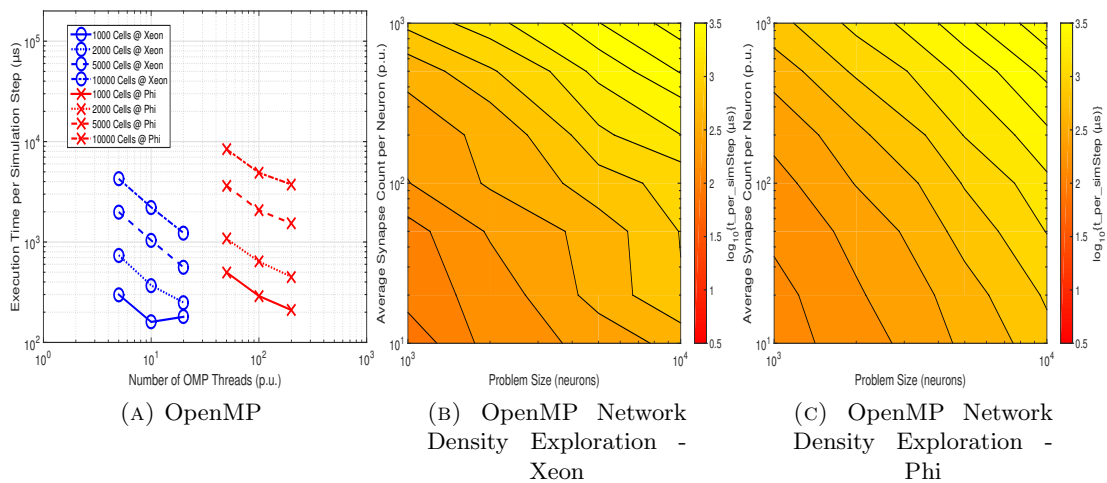 Execution Time per Simulation Step (µs)
10^5
10^4
10^3
10^2
1000 Cells @ Xeon
2000 Cells @ Xeon
5000 Cells @ Xeon
10000 Cells @ Xeon
1000 Cells @ Phi
2000 Cells @ Phi
5000 Cells @ Phi
10000 Cells @ Phi
10^0 10^1 10^2 10^3
Number of OMP Threads (p.u.)
(A) OpenMP
Average Synapse Count per Neuron (p.u.)
10^3
10^2
10^1
10^3 10^4
Problem Size (neurons)
3.5
3
2.5
2
1.5
1
0.5
log10{t_per_simStep (µs)}
(B) OpenMP Network
Density Exploration -
Xeon
Average Synapse Count per Neuron (p.u.)
10^3
10^2
10^1
10^3 10^4
Problem Size (neurons)
3.5
3
2.5
2
1.5
1
0.5
log10{t_per_simStep (µs)}
(C) OpenMP Network
Density Exploration -
Phi